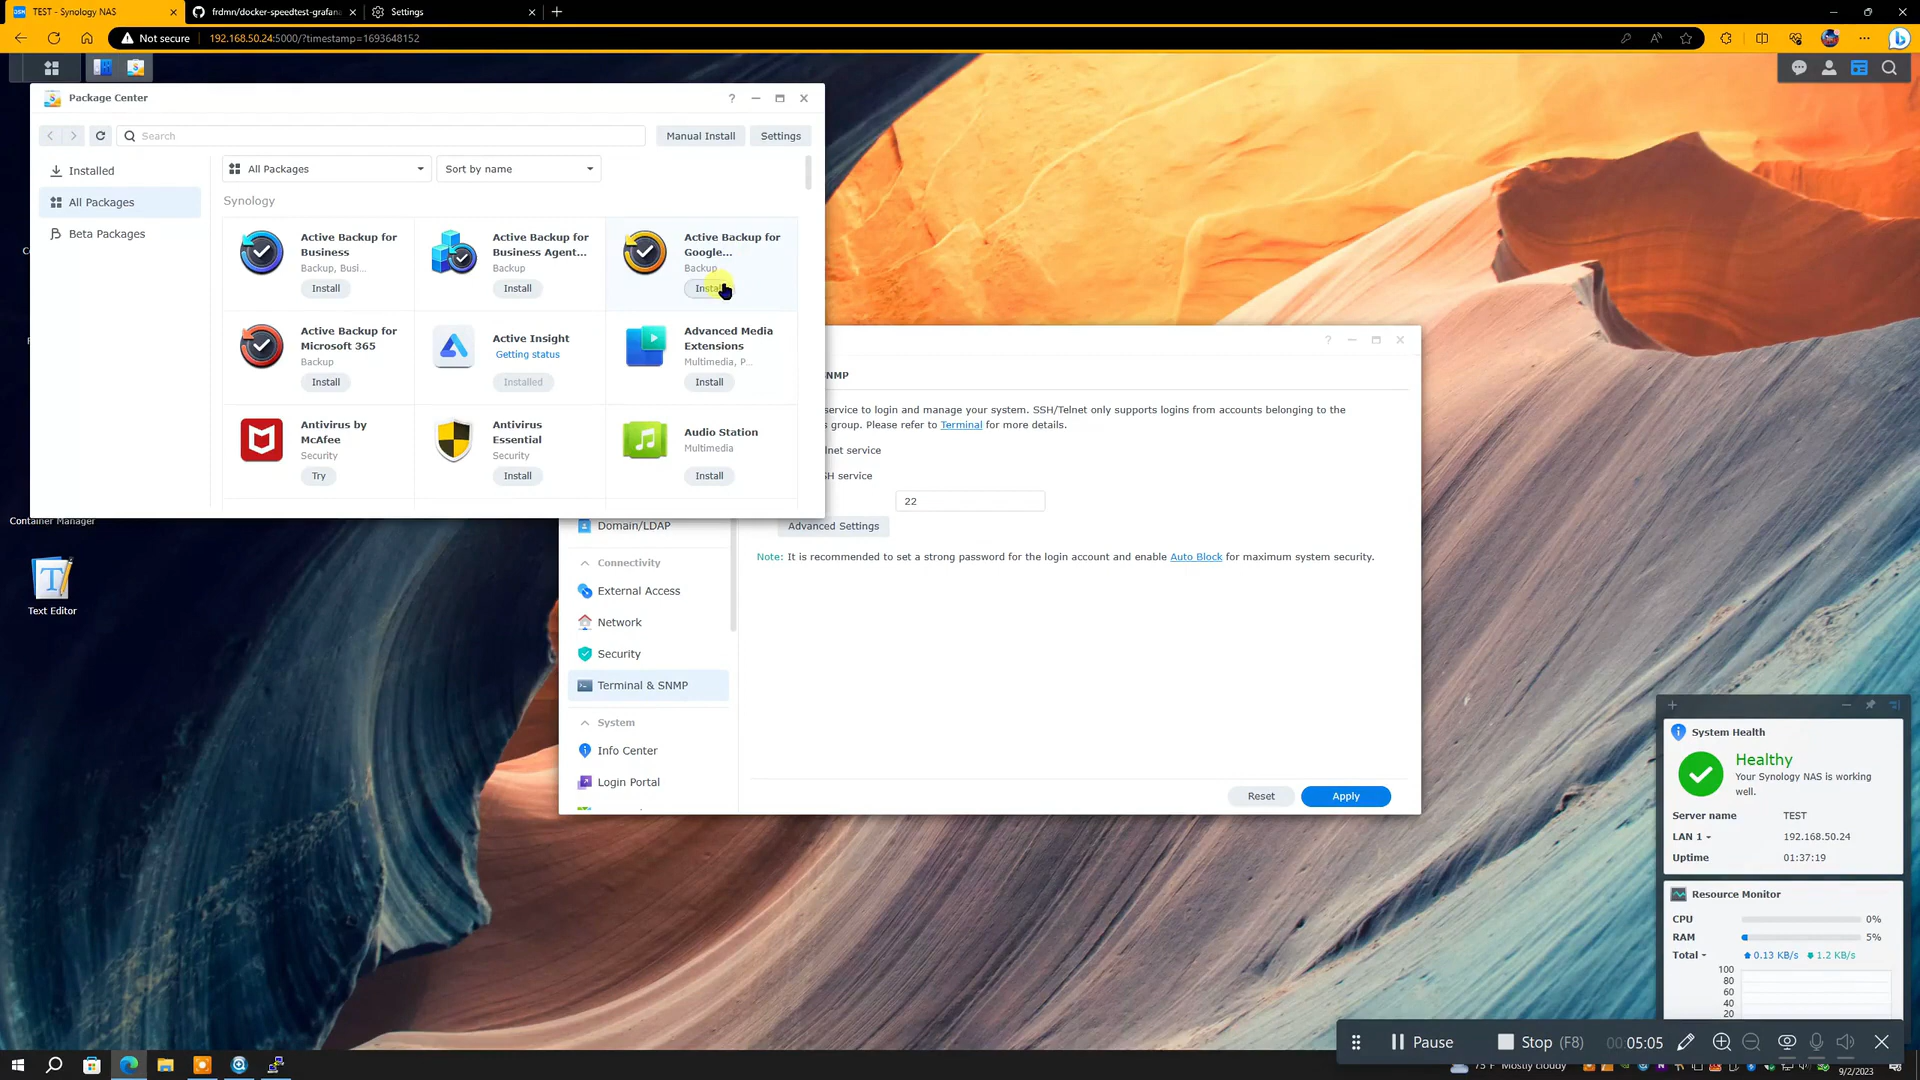 TEST - Synology NAS
frdmn/docker-speedtest-grafana
Settings
Not secure
192.168.50.24:5000/?timestamp=1693648152
Package Center
Search
Manual Install
Settings
Installed
All Packages
Beta Packages
All Packages
Sort by name
Synology
Active Backup for
Business
Backup, Busi...
Install
Active Backup for
Business Agent...
Backup
Install
Active Backup for
Google...
Backup
Install
Active Backup for
Microsoft 365
Backup
Install
Active Insight
Getting status
Installed
Advanced Media
Extensions
Multimedia, P...
Install
Antivirus by
McAfee
Security
Try
Antivirus
Essential
Security
Install
Audio Station
Multimedia
Install
Container Manager
Text Editor
NMP
service to login and manage your system. SSH/Telnet only supports logins from accounts belonging to the
s group. Please refer to Terminal for more details.
lnet service
SH service
22
Advanced Settings
Note: It is recommended to set a strong password for the login account and enable Auto Block for maximum system security.
Domain/LDAP
Connectivity
External Access
Network
Security
Terminal & SNMP
System
Info Center
Login Portal
Reset
Apply
System Health
Healthy
Your Synology NAS is working
well.
Server name TEST
LAN 1 192.168.50.24
Uptime 01:37:19
Resource Monitor
CPU 0%
RAM 5%
Total 0.13 KB/s 1.2 KB/s
100
80
60
40
20
Pause
Stop (F8)
00:05:05
75°F Mostly cloudy
9/2/2023